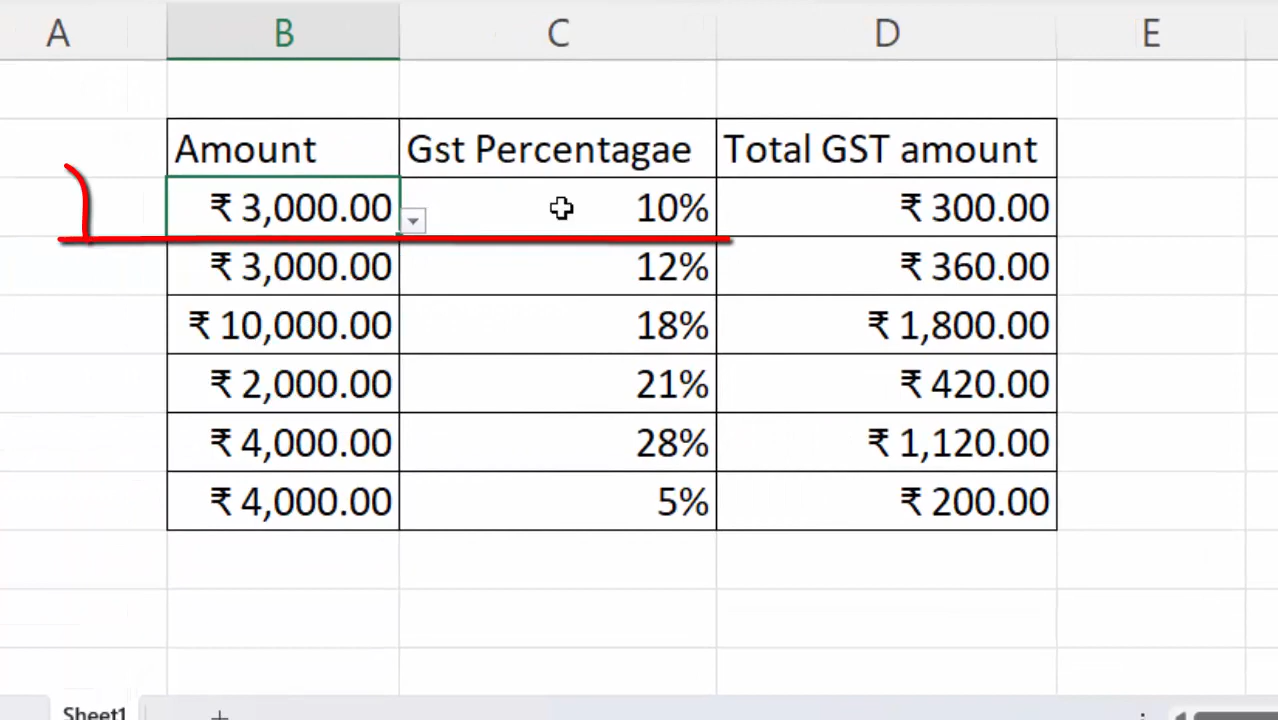 A B C D E
Amount Gst Percentagae Total GST amount
₹ 3,000.00 10% ₹ 300.00
₹ 3,000.00 12% ₹ 360.00
₹ 10,000.00 18% ₹ 1,800.00
₹ 2,000.00 21% ₹ 420.00
₹ 4,000.00 28% ₹ 1,120.00
₹ 4,000.00 5% ₹ 200.00
Sheet1